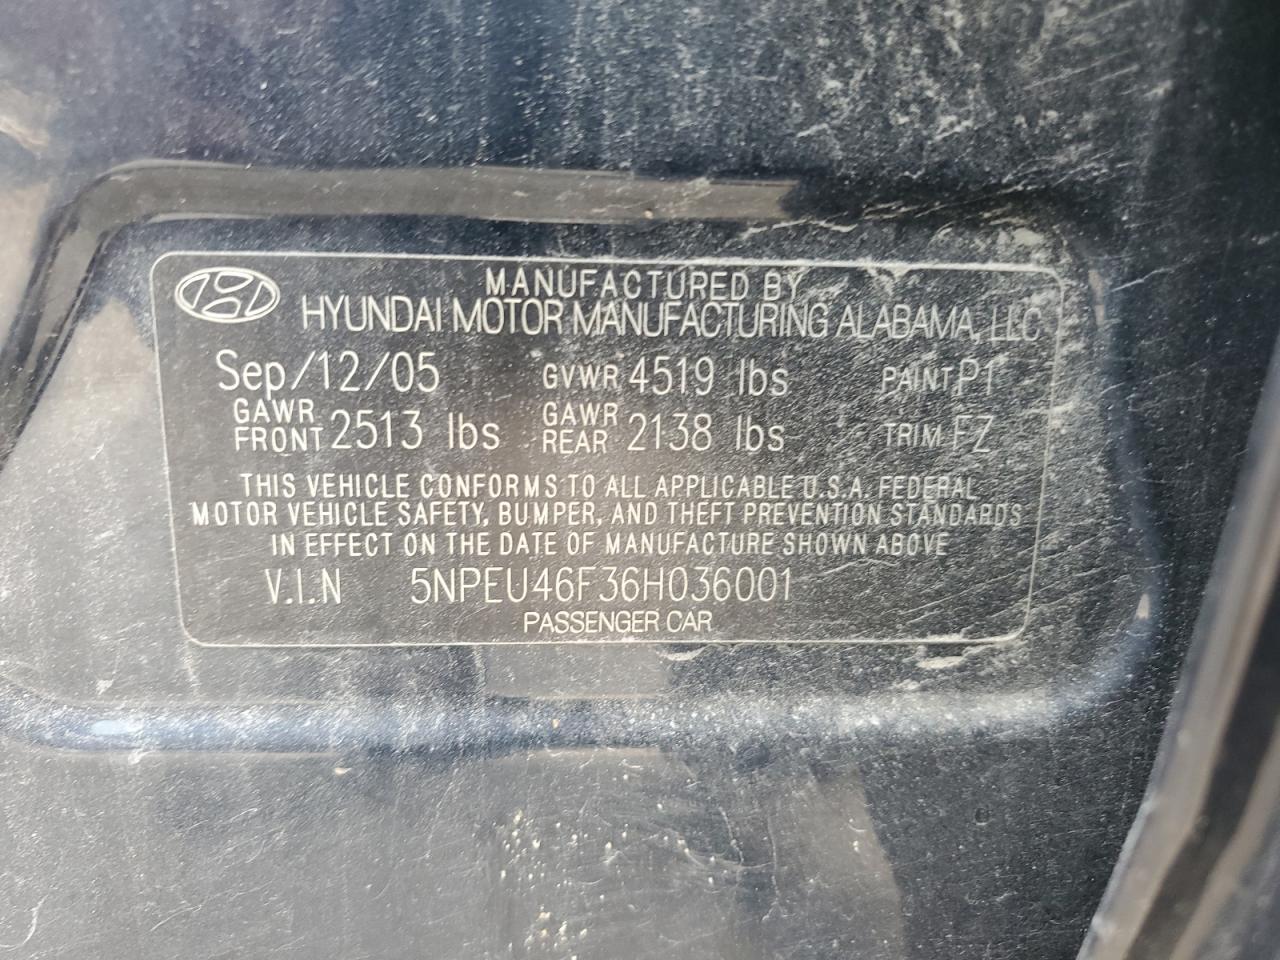 MANUFACTURED BY
HYUNDAI MOTOR MANUFACTURING ALABAMA, LLC
Sep/12/05 GVWR 4519 lbs PAINT P1
GAWR FRONT 2513 lbs GAWR REAR 2138 lbs TRIM FZ
THIS VEHICLE CONFORMS TO ALL APPLICABLE U.S.A. FEDERAL
MOTOR VEHICLE SAFETY, BUMPER, AND THEFT PREVENTION STANDARDS
IN EFFECT ON THE DATE OF MANUFACTURE SHOWN ABOVE
V.I.N 5NPEU46F36H036001
PASSENGER CAR